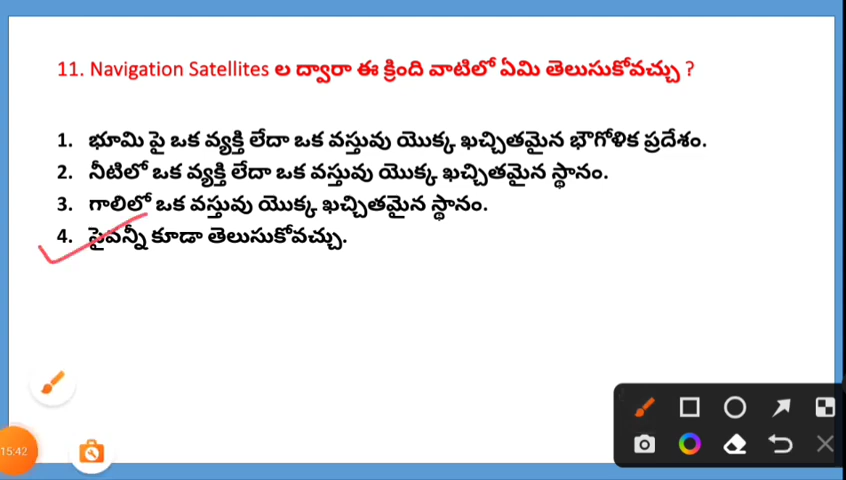 11. Navigation Satellites ల ద్వారా ఈ క్రింది వాటిలో ఏమి తెలుసుకోవచ్చు ?
1. భూమి పై ఒక వ్యక్తి లేదా ఒక వస్తువు యొక్క ఖచ్చితమైన భౌగోళిక ప్రదేశం.
2. నీటిలో ఒక వ్యక్తి లేదా ఒక వస్తువు యొక్క ఖచ్చితమైన స్థానం.
3. గాలిలో ఒక వస్తువు యొక్క ఖచ్చితమైన స్థానం.
4. పైవన్నీ కూడా తెలుసుకోవచ్చు.
15:42